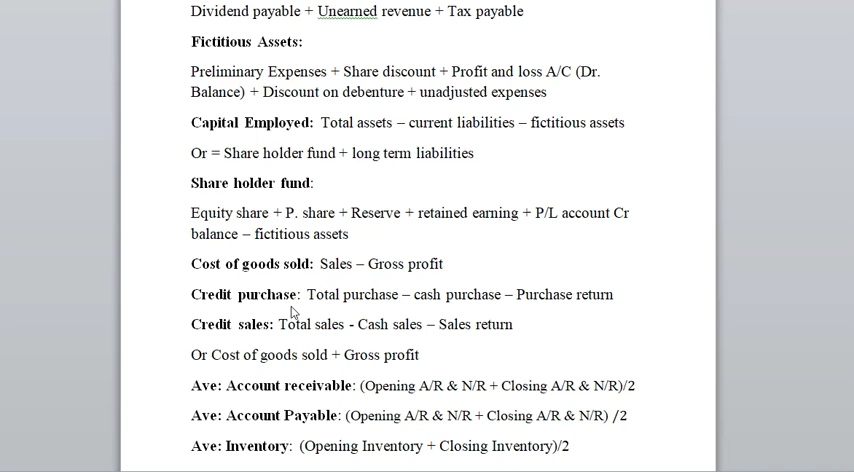 Dividend payable + Unearned revenue + Tax payable
Fictitious Assets:
Preliminary Expenses + Share discount + Profit and loss A/C (Dr.
Balance) + Discount on debenture + unadjusted expenses
Capital Employed: Total assets – current liabilities – fictitious assets
Or = Share holder fund + long term liabilities
Share holder fund:
Equity share + P. share + Reserve + retained earning + P/L account Cr
balance – fictitious assets
Cost of goods sold: Sales – Gross profit
Credit purchase: Total purchase – cash purchase – Purchase return
Credit sales: Total sales - Cash sales – Sales return
Or Cost of goods sold + Gross profit
Ave: Account receivable: (Opening A/R & N/R + Closing A/R & N/R)/2
Ave: Account Payable: (Opening A/R & N/R + Closing A/R & N/R) /2
Ave: Inventory: (Opening Inventory + Closing Inventory)/2